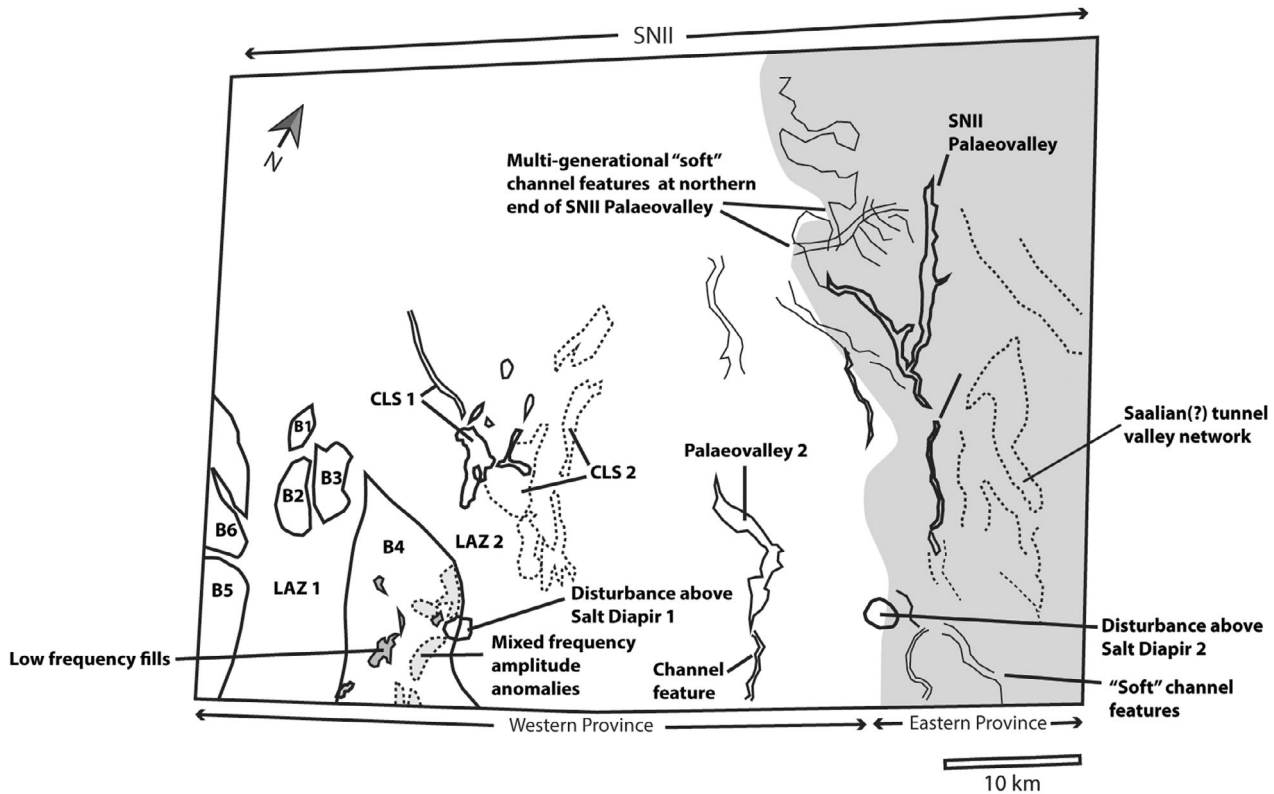 SNII
N
SNII
Palaeovalley
Multi-generational “soft”
channel features at northern
end of SNII Palaeovalley
CLS 1
Saalian(?) tunnel
valley network
B1
Palaeovalley 2
B3
CLS 2
B2
B6
LAZ 2
B4
B5
LAZ 1
Disturbance above
Salt Diapir 1
Disturbance above
Salt Diapir 2
Mixed frequency
amplitude
anomalies
Low frequency fills
Channel
feature
“Soft” channel
features
Western Province
Eastern Province
10 km